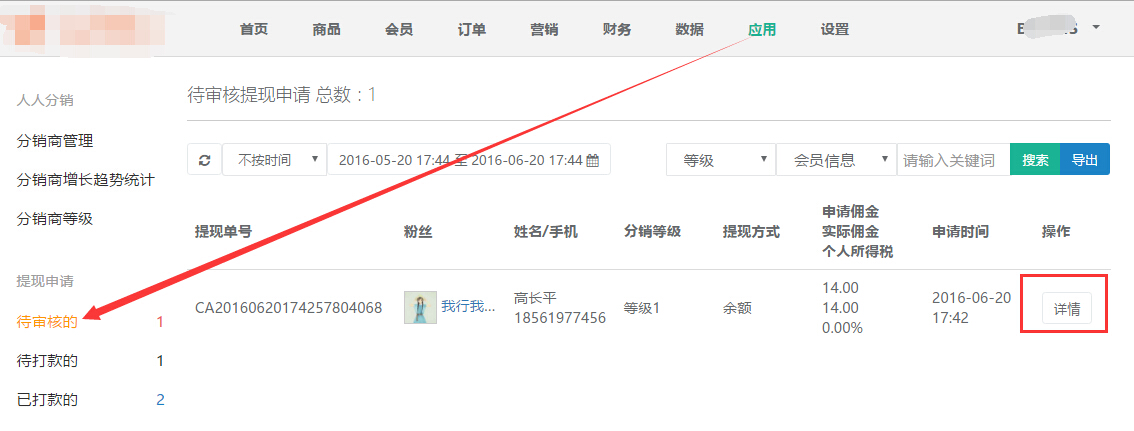 首页 商品 会员 订单 营销 财务 数据 应用 设置
人人分销
分销商管理
分销商增长趋势统计
分销商等级
提现申请
待审核的 1
待打款的 1
已打款的 2
待审核提现申请 总数：1
不按时间 2016-05-20 17:44 至 2016-06-20 17:44 等级 会员信息 请输入关键词 搜索 导出
提现单号 粉丝 姓名/手机 分销等级 提现方式 申请佣金 申请时间 操作
实际佣金
个人所得税
CA20160620174257804068 我行我... 高长平 等级1 余额 14.00 2016-06-20 详情
18561977456 14.00 17:42
0.00%